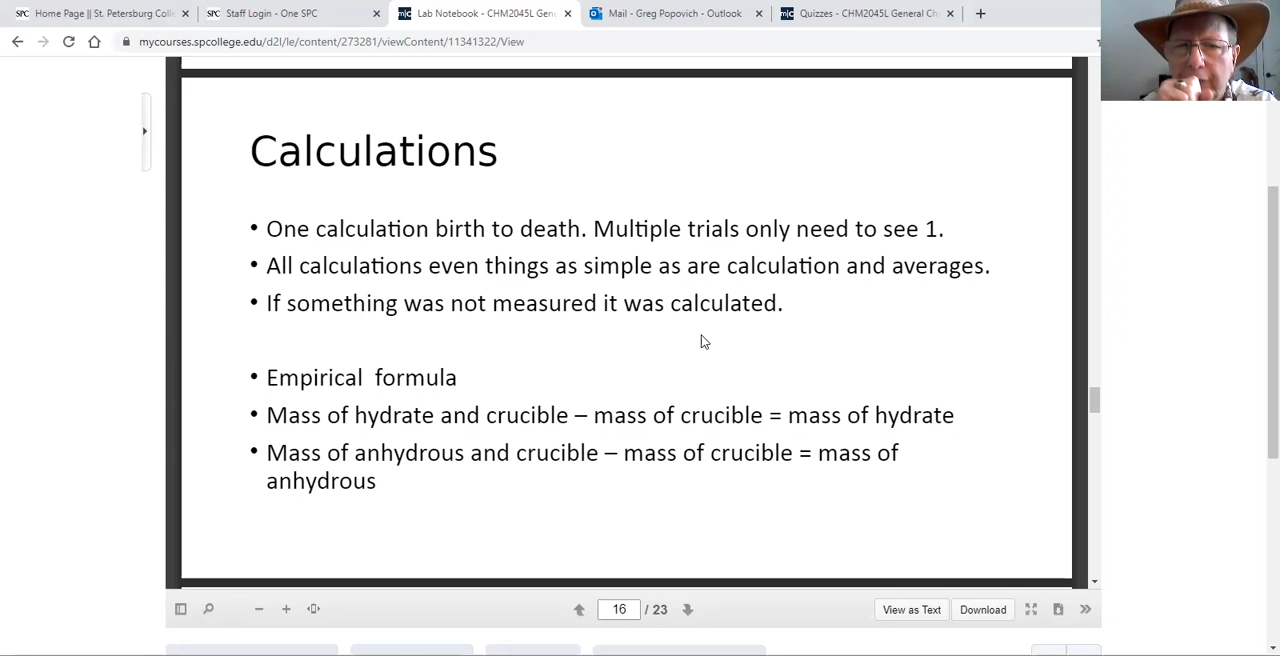 Home Page || St. Petersburg Colle
Staff Login - One SPC
Lab Notebook - CHM2045L Gene
Mail - Greg Popovich - Outlook
Quizzes - CHM2045L General Ch
mycourses.spcollege.edu/d2l/le/content/273281/viewContent/11341322/View
Calculations
• One calculation birth to death. Multiple trials only need to see 1.
• All calculations even things as simple as are calculation and averages.
• If something was not measured it was calculated.
• Empirical formula
• Mass of hydrate and crucible – mass of crucible = mass of hydrate
• Mass of anhydrous and crucible – mass of crucible = mass of
anhydrous
16 / 23
View as Text
Download